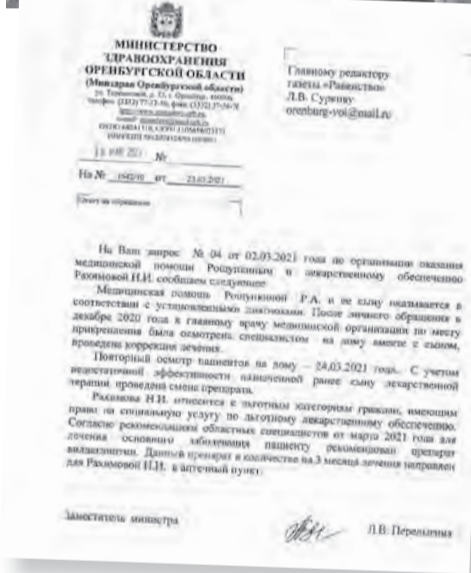 МИНИСТЕРСТВО
ЗДРАВООХРАНЕНИЯ
ОРЕНБУРГСКОЙ ОБЛАСТИ
(Минздрав Оренбургской области)
На № от 23.03.2021
Ответ на обращение
Главному редактору
газеты «Равенство»
Л.В. Суркову
orenburg-voi@mail.ru
На Ваш запрос № 04 от 02.03.2021 года по организации оказания
медицинской помощи Рощупкиным и лекарственному обеспечению
Рахимовой Н.И. сообщаем следующее.
Медицинская помощь Рощупкиной Р.А. и ее сыну оказывается в
соответствии с установленными диагнозами. После личного обращения в
декабре 2020 года к главному врачу медицинской организации по месту
прикрепления была осмотрена специалистом на дому вместе с сыном,
проведена коррекция лечения.
Повторный осмотр пациентов на дому – 24.03.2021 года. С учетом
недостаточной эффективности назначенной ранее сыну лекарственной
терапии проведена смена препарата.
Рахимова Н.И. относится к льготным категориям граждан, имеющим
право на социальную услугу по льготному лекарственному обеспечению.
Согласно рекомендациям областных специалистов от марта 2021 года для
лечения основного заболевания пациенту рекомендован препарат
вилдаглиптин. Данный препарат в количестве на 3 месяца лечения направлен
для Рахимовой Н.И. в аптечный пункт.
Заместитель министра
Л.В.